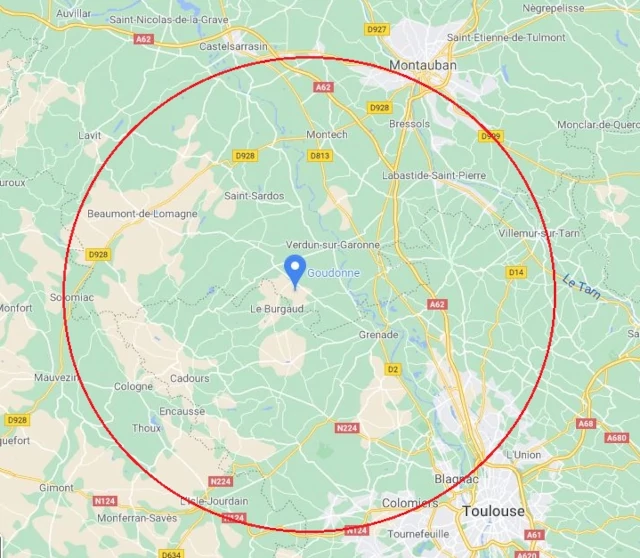 Nègrepelisse
Auvillar
Saint-Nicolas-de-la-Grave
D927
Saint-Etienne-de-Tulmont
A62
Castelsarrasin
Montauban
A62
D928
Bressols
Monclar-de-Querc
Lavit
Montech
D999
D928
D813
Labastide-Saint-Pierre
uroux
Saint-Sardos
Beaumont-de-Lomagne
Villemur-sur-Tarn
Verdun-sur-Garonne
D928
Goudonne
D14
Le Tarn
Solomiac
Monfort
Le Burgaud
A62
Grenade
Sa
D2
Mauvezin
Cologne
Cadours
Encausse
D928
Thoux
N224
A68
A680
quefort
L'Union
Blagnac
N224
Gimont
N124
L'Isle-Jourdain
Colomiers
Toulouse
Monferran-Savès
N124
N124
Tournefeuille
A61
D634
A620